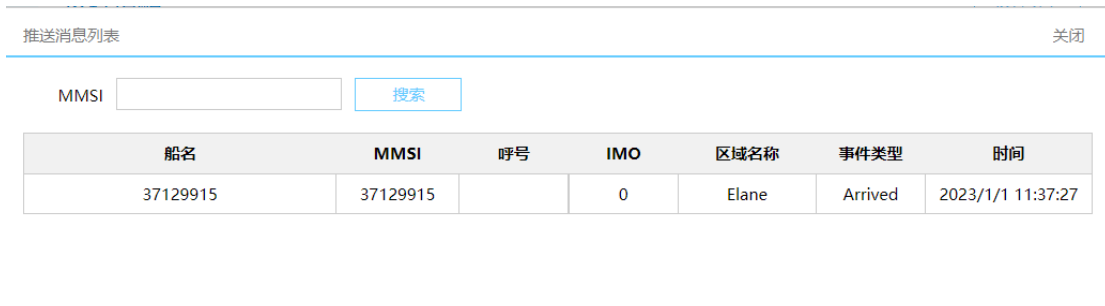 推送消息列表 关闭
MMSI 搜索
船名 MMSI 呼号 IMO 区域名称 事件类型 时间
37129915 37129915 0 Elane Arrived 2023/1/1 11:37:27